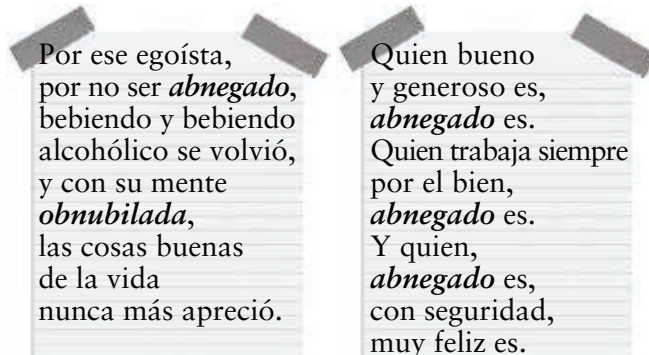 Por ese egoísta,
por no ser abnegado,
bebiendo y bebiendo
alcohólico se volvió,
y con su mente
obnubilada,
las cosas buenas
de la vida
nunca más apreció.
Quien bueno
y generoso es,
abnegado es.
Quien trabaja siempre
por el bien,
abnegado es.
Y quien,
abnegado es,
con seguridad,
muy feliz es.